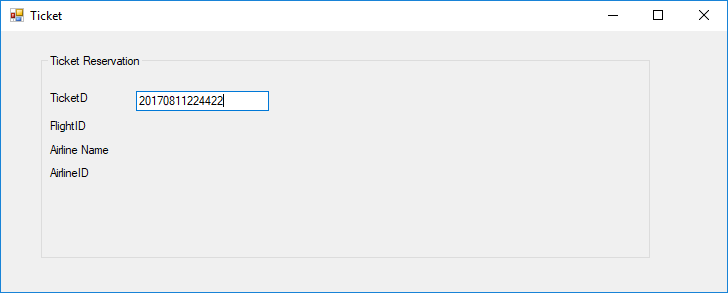 Ticket
Ticket Reservation
TicketD 20170811224422
FlightID
Airline Name
AirlineID